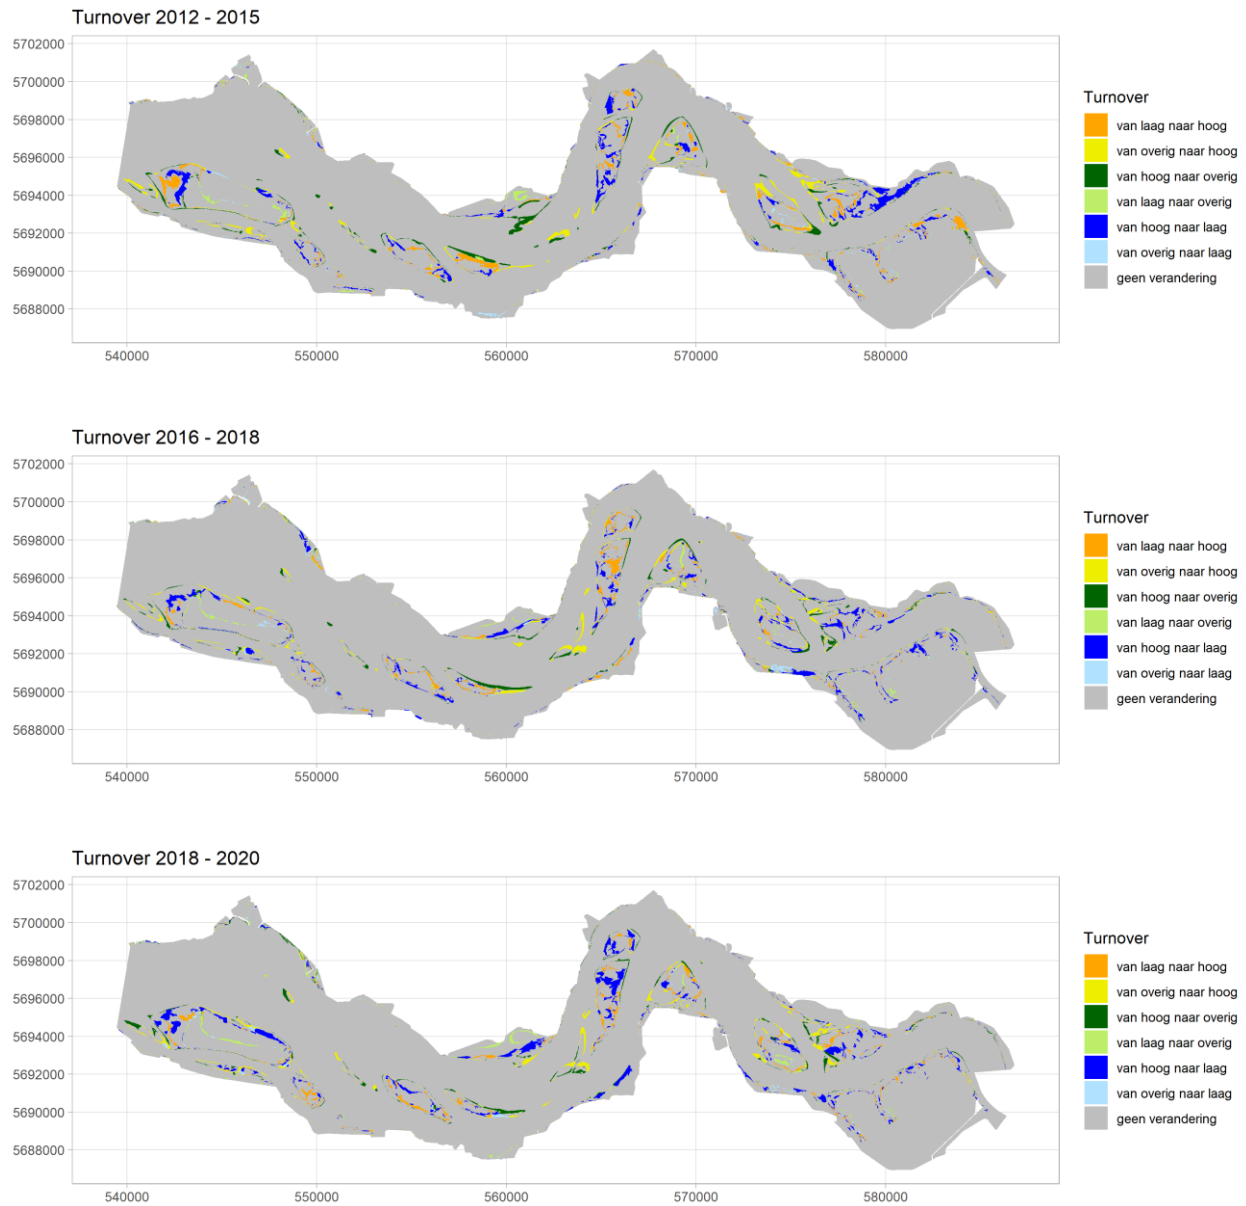 Turnover 2012 - 2015
5702000
5700000
5698000
5696000
5694000
5692000
5690000
5688000
540000 550000 560000 570000 580000
Turnover
van laag naar hoog
van overig naar hoog
van hoog naar overig
van laag naar overig
van hoog naar laag
van overig naar laag
geen verandering
Turnover 2016 - 2018
5702000
5700000
5698000
5696000
5694000
5692000
5690000
5688000
540000 550000 560000 570000 580000
Turnover
van laag naar hoog
van overig naar hoog
van hoog naar overig
van laag naar overig
van hoog naar laag
van overig naar laag
geen verandering
Turnover 2018 - 2020
5702000
5700000
5698000
5696000
5694000
5692000
5690000
5688000
540000 550000 560000 570000 580000
Turnover
van laag naar hoog
van overig naar hoog
van hoog naar overig
van laag naar overig
van hoog naar laag
van overig naar laag
geen verandering